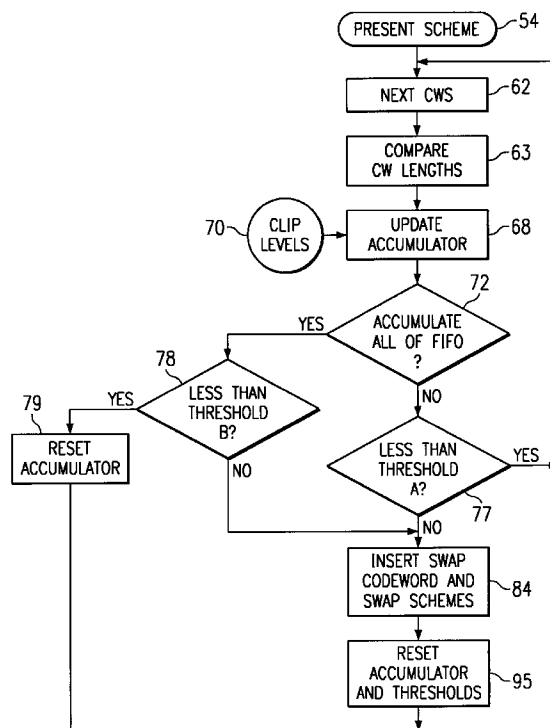 PRESENT SCHEME
54
NEXT CWS
62
COMPARE
CW LENGTHS
63
70
CLIP
LEVELS
UPDATE
ACCUMULATOR
68
72
ACCUMULATE
ALL OF FIFO
?
YES
NO
78
LESS THAN
THRESHOLD
B?
YES
NO
79
RESET
ACCUMULATOR
LESS THAN
THRESHOLD
A?
YES
77
NO
INSERT SWAP
CODEWORD AND
SWAP SCHEMES
84
RESET
ACCUMULATOR
AND THRESHOLDS
95